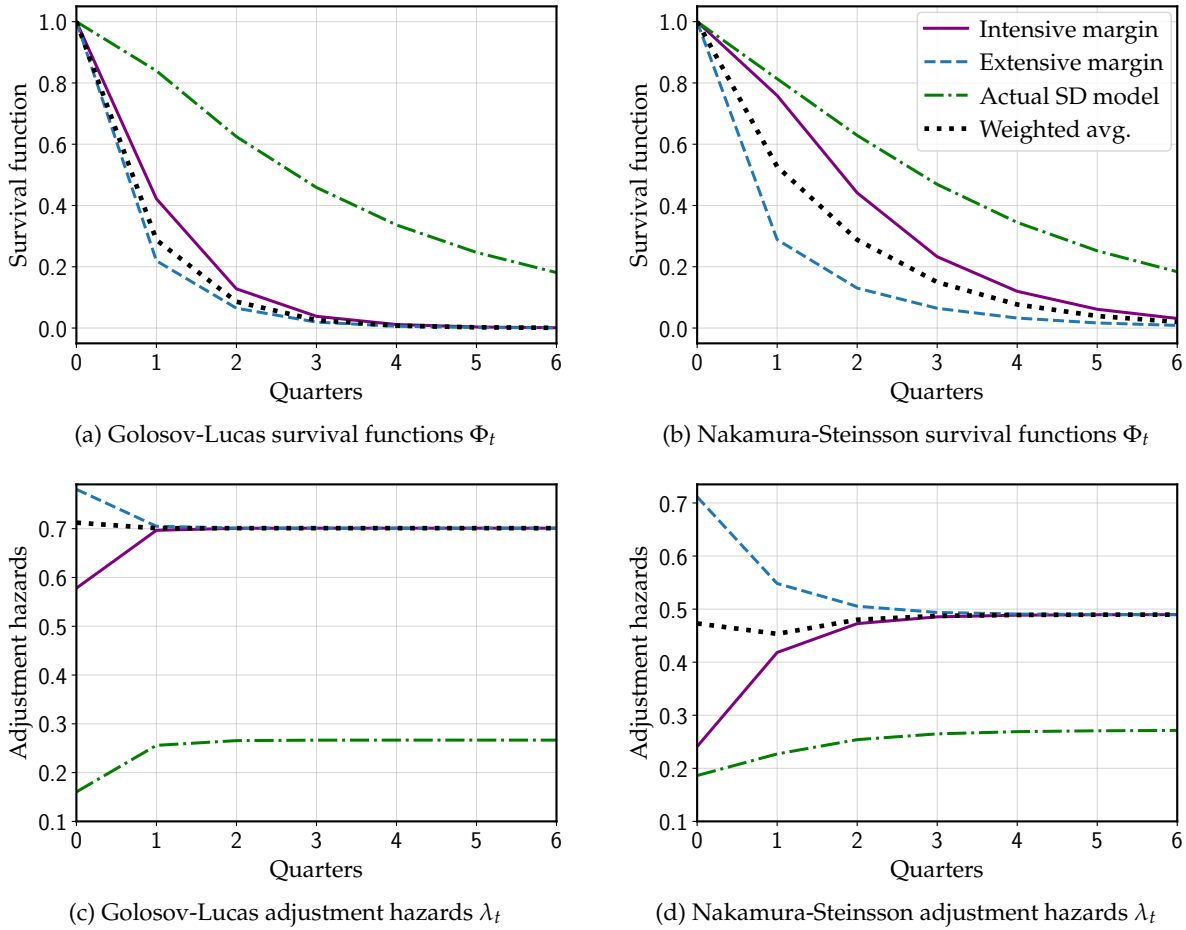 1.0
0.8
0.6
0.4
0.2
0.0
Survival function
0 1 2 3 4 5 6
Quarters
(a) Golosov-Lucas survival functions Φt
1.0
0.8
0.6
0.4
0.2
0.0
Survival function
Intensive margin
Extensive margin
Actual SD model
Weighted avg.
0 1 2 3 4 5 6
Quarters
(b) Nakamura-Steinsson survival functions Φt
0.7
0.6
0.5
0.4
0.3
0.2
0.1
Adjustment hazards
0 1 2 3 4 5 6
Quarters
(c) Golosov-Lucas adjustment hazards λt
0.7
0.6
0.5
0.4
0.3
0.2
0.1
Adjustment hazards
0 1 2 3 4 5 6
Quarters
(d) Nakamura-Steinsson adjustment hazards λt